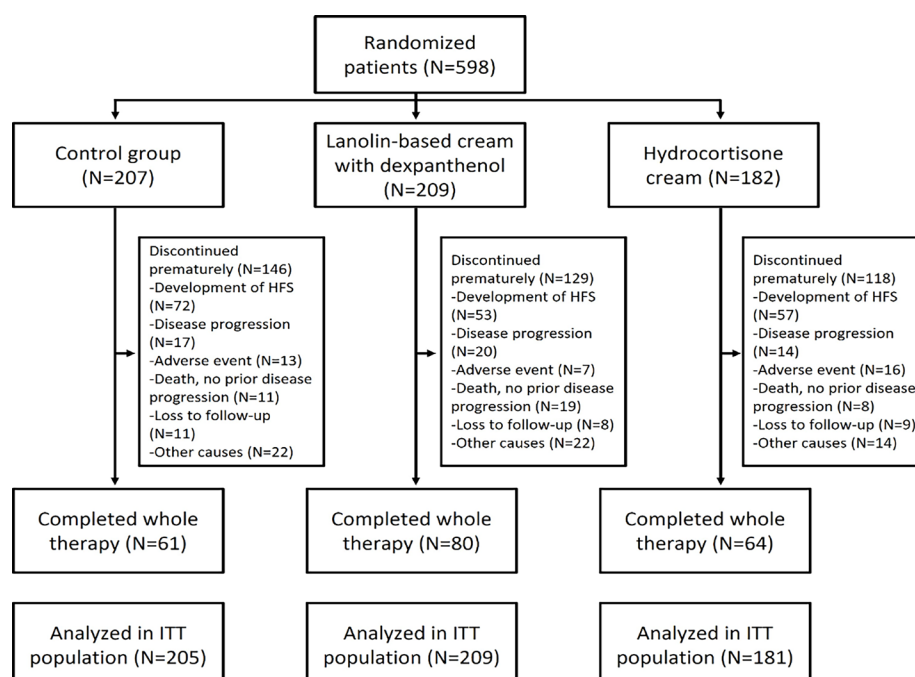 Randomized
patients (N=598)
Control group
(N=207)
Lanolin-based cream
with dexpanthenol
(N=209)
Hydrocortisone
cream (N=182)
Discontinued
prematurely (N=146)
-Development of HFS
(N=72)
-Disease progression
(N=17)
-Adverse event (N=13)
-Death, no prior disease
progression (N=11)
-Loss to follow-up
(N=11)
-Other causes (N=22)
Discontinued
prematurely (N=129)
-Development of HFS
(N=53)
-Disease progression
(N=20)
-Adverse event (N=7)
-Death, no prior disease
progression (N=19)
-Loss to follow-up (N=8)
-Other causes (N=22)
Discontinued
prematurely (N=118)
-Development of HFS
(N=57)
-Disease progression
(N=14)
-Adverse event (N=16)
-Death, no prior disease
progression (N=8)
-Loss to follow-up (N=9)
-Other causes (N=14)
Completed whole
therapy (N=61)
Completed whole
therapy (N=80)
Completed whole
therapy (N=64)
Analyzed in ITT
population (N=205)
Analyzed in ITT
population (N=209)
Analyzed in ITT
population (N=181)